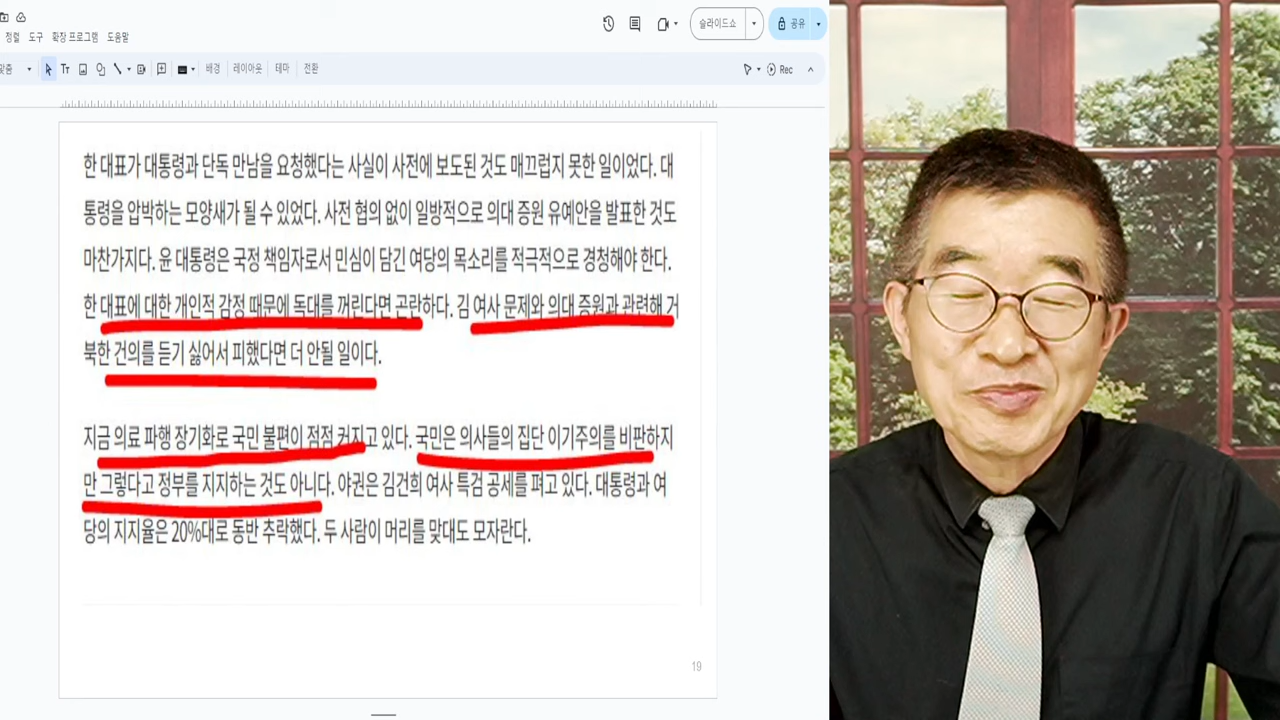 정렬 도구 확장 프로그램 도움말
슬라이드쇼
공유
맞춤
Tт
배경
레이아웃
테마
전환
Rec
한 대표가 대통령과 단독 만남을 요청했다는 사실이 사전에 보도된 것도 매끄럽지 못한 일이었다. 대
통령을 압박하는 모양새가 될 수 있었다. 사전 협의 없이 일방적으로 의대 증원 유예안을 발표한 것도
마찬가지다. 윤 대통령은 국정 책임자로서 민심이 담긴 여당의 목소리를 적극적으로 경청해야 한다.
한 대표에 대한 개인적 감정 때문에 독대를 꺼린다면 곤란하다. 김 여사 문제와 의대 증원과 관련해 거
북한 건의를 듣기 싫어서 피했다면 더 안될 일이다.
지금 의료 파행 장기화로 국민 불편이 점점 커지고 있다. 국민은 의사들의 집단 이기주의를 비판하지
만 그렇다고 정부를 지지하는 것도 아니다. 야권은 김건희 여사 특검 공세를 펴고 있다. 대통령과 여
당의 지지율은 20%대로 동반 추락했다. 두 사람이 머리를 맞대도 모자란다.
19